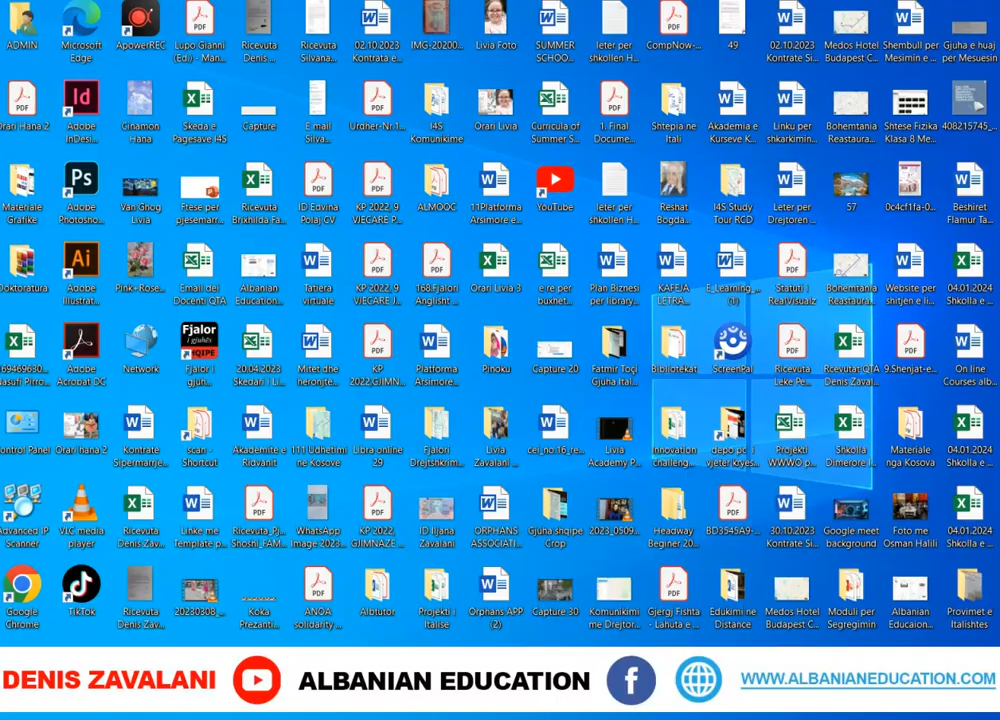 ADMIN
Microsoft
Edge
ApowerREC
Lupo Gianni
(Ed.) - Man...
Ricevuta
Denis ...
Ricevuta
Silvana...
02.10.2023
Kontrata e...
IMG-20200...
Livia Foto
SUMMER
SCHOO...
leter per
shkollen H...
CompNow-...
49
02.10.2023
Kontrate Si...
Medos Hotel
Budapest C...
Shembull per
Mesimin e ...
Gjuha e huaj
per Mesuesin
Orari Hana 2
Adobe
InDesi...
Cinamon
Hana
Skeda e
Pagesave I4S
Capture
E mail
Silva...
Urdher-Nr.1...
I4S
Komunikime
Orari Livia
Curricula of
Summer S...
1. Final
Docume...
Shtepia ne
Itali
Akademia e
Kurseve K...
Linku per
shkarkimin...
Bohemtania
Reastaura...
Shtese Fizika
Klasa 8 Me...
408215745_...
Materiale
Grafike
Adobe
Photosho...
Van Ghog
Livia
Ftese per
pjesemarr...
Ricevuta
Brixhilda Fa...
ID Edvina
Polaj CV
KP 2022, 9
VJECARE P...
ALMOOC
11Platforma
Arsimore e...
YouTube
leter per
shkollen H...
Reshat
Bogda...
I4S Study
Tour RCD
Leter per
Drejtoren ...
57
0c4cf1fa-0...
Beshiret
Flamur Ta...
Doktoratura
Adobe
Illustrat...
Pink+Rose...
Email del
Docenti QTA
Albanian
Education...
Tatiera
virtuale
KP 2022, 9
VJECARE J...
168.Fjalori
Anglisht ...
Orari Livia 3
e re per
buxhet...
Plan Biznesi
per library...
KAFEJA
LETRA...
E_Learning_...
(1)
Statuti i
RealVisualiz
Bohemtania
Reastaura...
Website per
shitjen e li...
04.01.2024
Shkolla e ...
69469630...
Nasufi Pirro...
Adobe
Acrobat DC
Network
Fjalor
i gjuhës
SHQIPE
Fjalor i
gjuh...
20.04.2023
Skedari i Li...
Mitet dhe
heronjte...
KP
2022,GJIMN...
Platforma
Arsimore...
Pinoku
Capture 20
Fatmir Toçi
Gjuha Ital...
Bibliotekat
ScreenPal
Ricevuta
Leke Pe...
Rcevutat QTA
Denis Zaval...
9.Shenjat-e...
On line
Courses alb...
Control Panel
Orari hana 2
Kontrate
Sipermarrje...
scan -
Shortcut
Akademite e
Ridvanit
111 Udhetimi
ne Kosove
Libra online
29
Fjalori
Drejtshkrim...
Livia
Zavalani ...
cei_no.16_re...
Livia
Academy P...
Innovation
challeng...
depo pc i
vjeter kryes...
Projekti
WWWO p...
Shkolla
Dimerore I...
Materiale
nga Kosova
04.01.2024
Shkolla e ...
Advanced IP
Scanner
VLC media
player
Ricevuta
Denis Zav...
Linke me
Template p...
Ricevuta_Pj...
Shoshi_FAM...
WhatsApp
Image 2023...
KP 2022,
GJIMNAZE ...
ID Iljana
Zavalani
ORPHANS
ASSOCIATI...
Gjuha shqipe
Crop
2023_0509...
Headway
Beginer 20...
BD3545A9-...
30.10.2023
Kontrate Si...
Google meet
background
Foto me
Osman Halili
04.01.2024
Shkolla e ...
Google
Chrome
TikTok
Ricevuta
Denis Zav...
20230308_...
Koka
Prezanti...
ANOA
solidarity ...
Albtutor
Projekti i
Italise
Orphans APP
(2)
Capture 30
Komunikimi
me Drejtor...
Gjergj Fishta
- Lahuta e ...
Edukimi ne
Distance
Medos Hotel
Budapest C...
Moduli per
Segregimin
Albanian
Educaion...
Provimet e
Italishtes
DENIS ZAVALANI
ALBANIAN EDUCATION
WWW.ALBANIANEDUCATION.COM